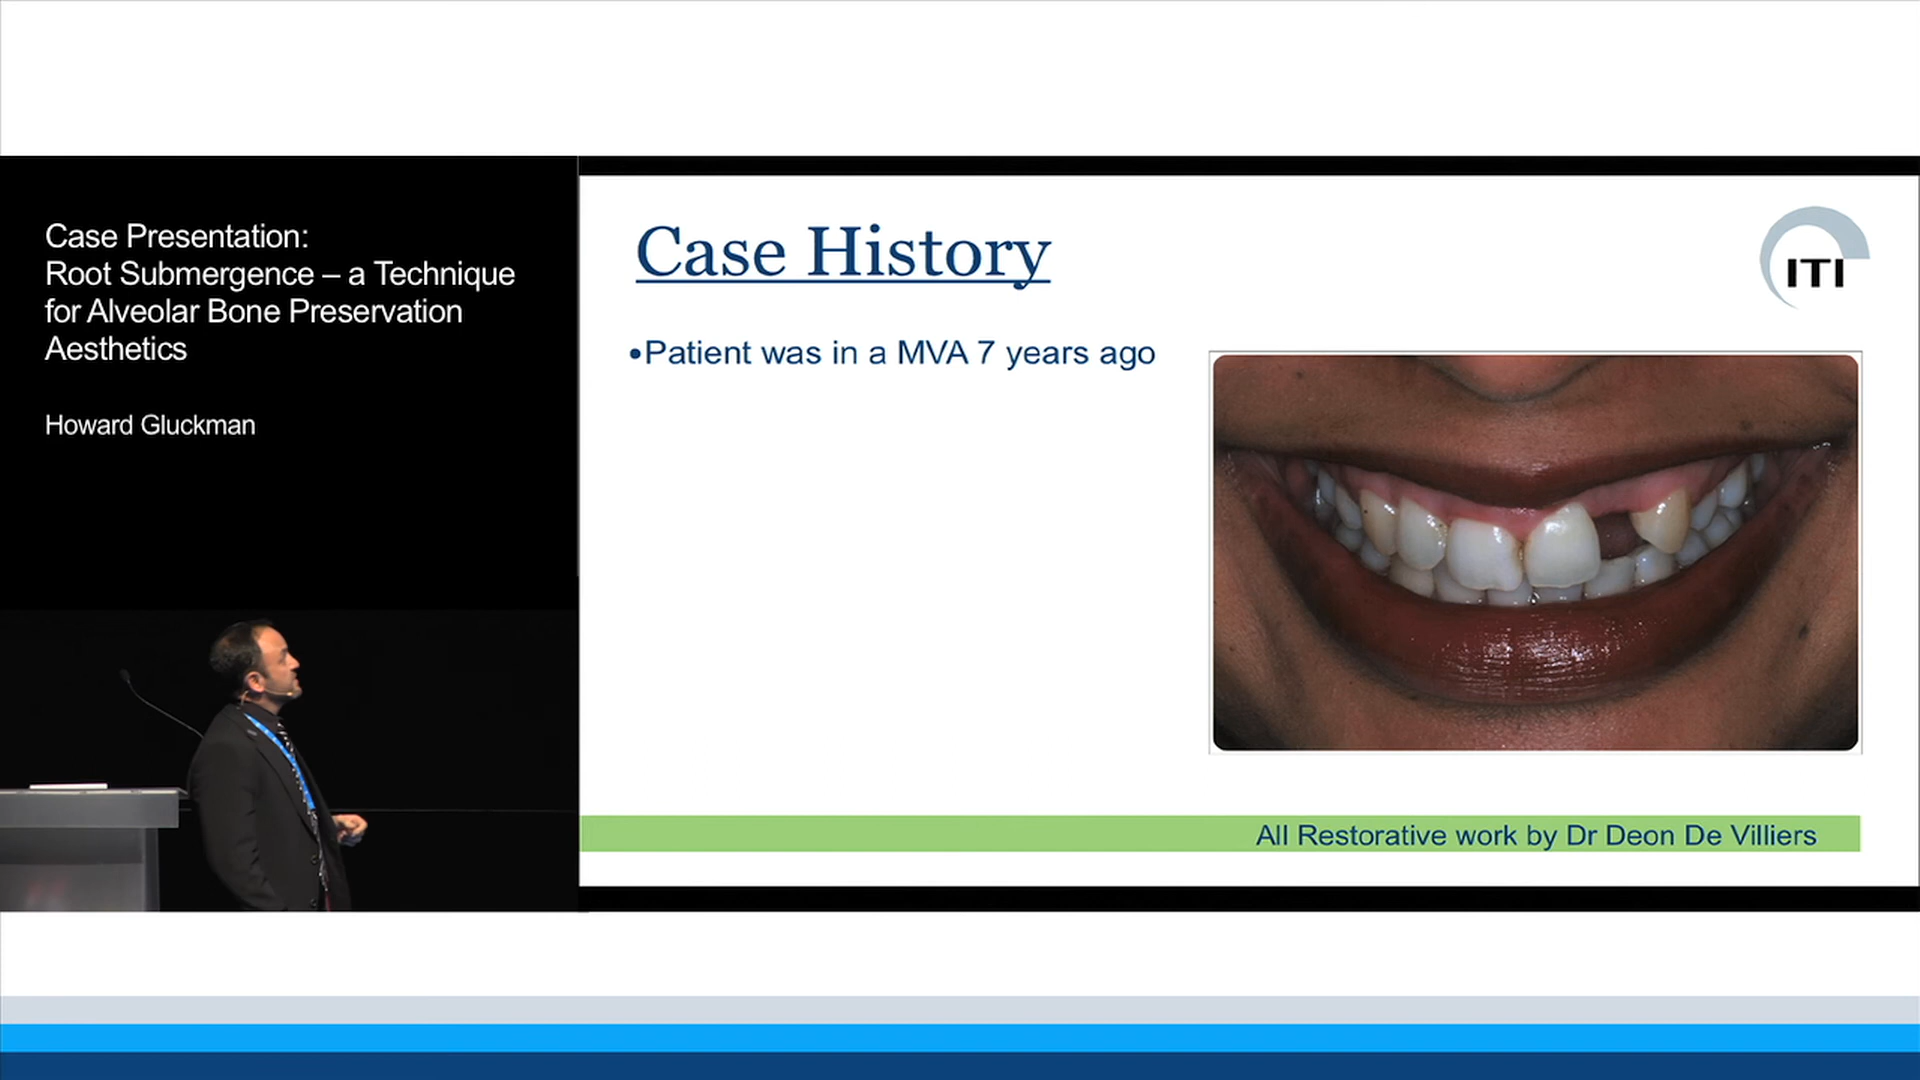 Case Presentation:
Root Submergence – a Technique
for Alveolar Bone Preservation
Aesthetics
Howard Gluckman
Case History
ITI
•Patient was in a MVA 7 years ago
All Restorative work by Dr Deon De Villiers